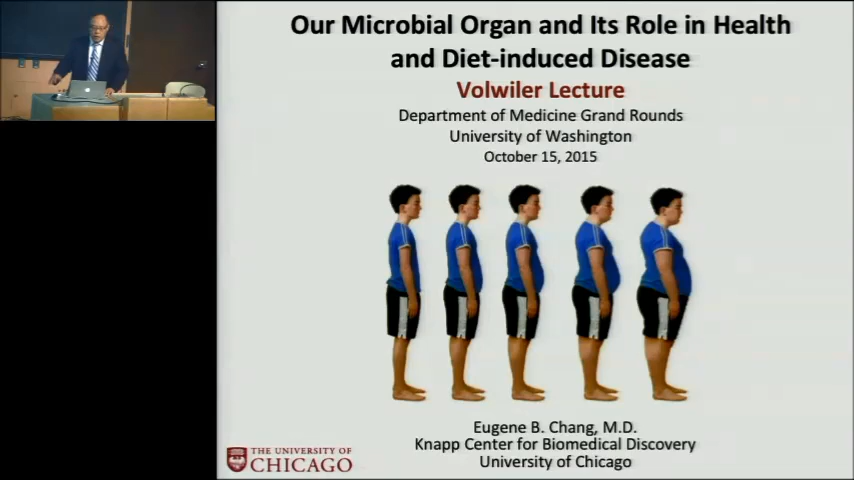 Our Microbial Organ and Its Role in Health
and Diet-induced Disease
Volwiler Lecture
Department of Medicine Grand Rounds
University of Washington
October 15, 2015
Eugene B. Chang, M.D.
Knapp Center for Biomedical Discovery
University of Chicago
THE UNIVERSITY OF
CHICAGO